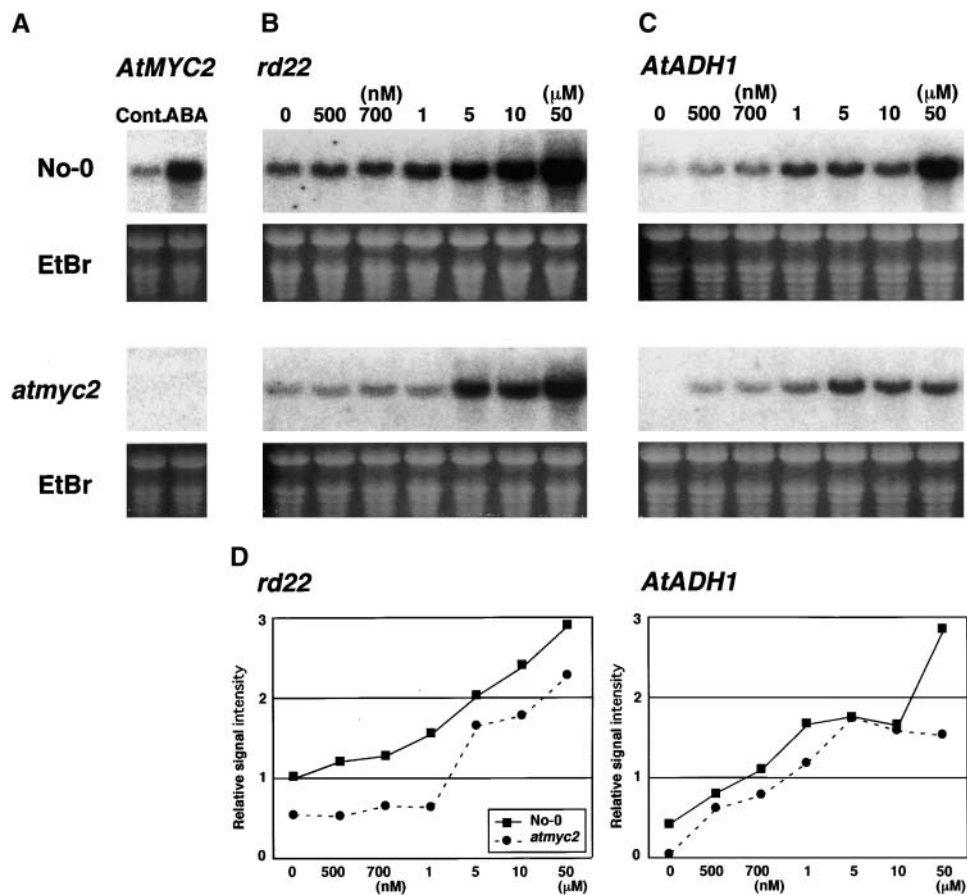 A B C
AtMYC2 rd22 AtADH1
(nM) (μM) (nM) (μM)
Cont. ABA 0 500 700 1 5 10 50 0 500 700 1 5 10 50
No-0
EtBr
atmyc2
EtBr
D
rd22
Relative signal intensity
3
2
1
0
No-0
atmyc2
0 500 700 1 5 10 50
(nM) (μM)
AtADH1
Relative signal intensity
3
2
1
0
0 500 700 1 5 10 50
(nM) (μM)